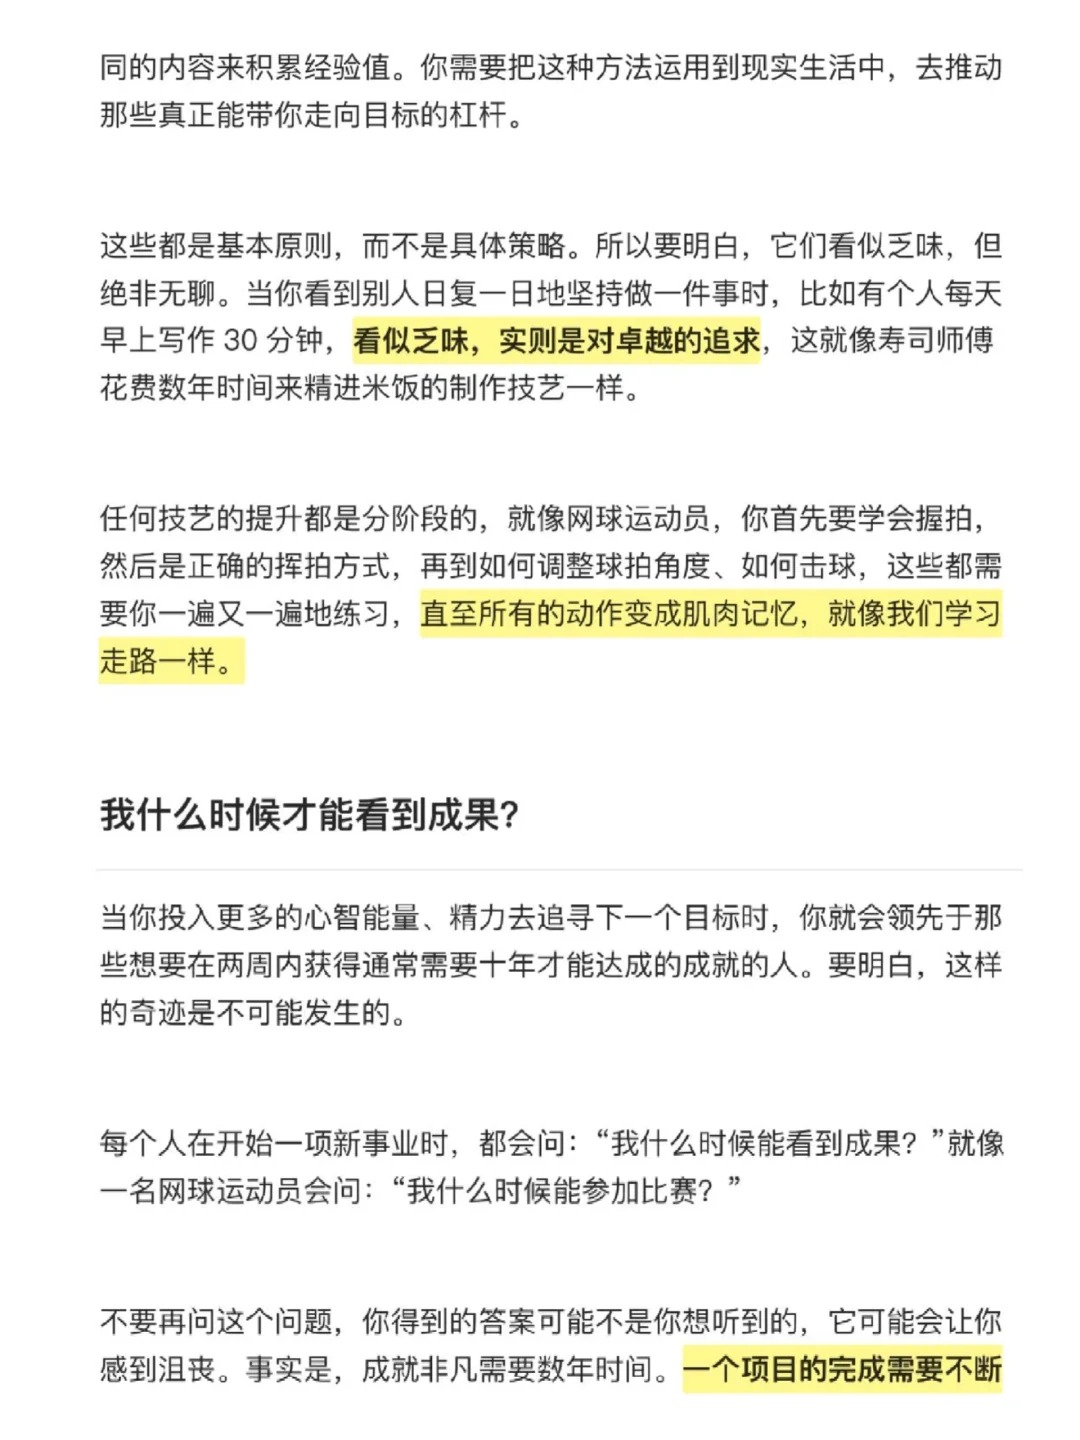 同的内容来积累经验值。你需要把这种方法运用到现实生活中，去推动
那些真正能带你走向目标的杠杆。
这些都是基本原则，而不是具体策略。所以要明白，它们看似乏味，但
绝非无聊。当你看到别人日复一日地坚持做一件事时，比如有个人每天
早上写作 30 分钟，看似乏味，实则是对卓越的追求，这就像寿司师傅
花费数年时间来精进米饭的制作技艺一样。
任何技艺的提升都是分阶段的，就像网球运动员，你首先要学会握拍，
然后是正确的挥拍方式，再到如何调整球拍角度、如何击球，这些都需
要你一遍又一遍地练习，直至所有的动作变成肌肉记忆，就像我们学习
走路一样。
我什么时候才能看到成果？
当你投入更多的心智能量、精力去追寻下一个目标时，你就会领先于那
些想要在两周内获得通常需要十年才能达成的成就的人。要明白，这样
的奇迹是不可能发生的。
每个人在开始一项新事业时，都会问：“我什么时候能看到成果？”就像
一名网球运动员会问：“我什么时候能参加比赛？”
不要再问这个问题，你得到的答案可能不是你想听到的，它可能会让你
感到沮丧。事实是，成就非凡需要数年时间。一个项目的完成需要不断